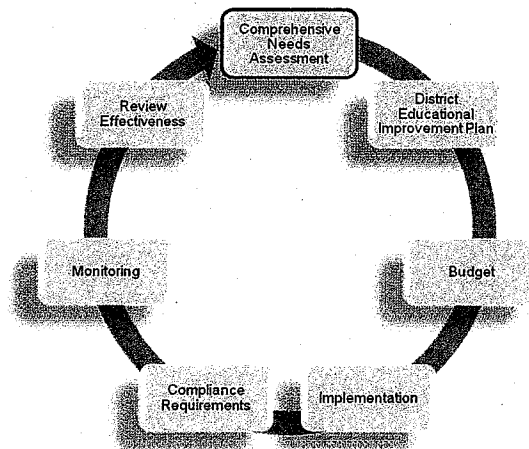 Comprehensive
Needs
Assessment
District
Educational
Improvement Plan
Budget
Implementation
Compliance
Requirements
Monitoring
Review
Effectiveness